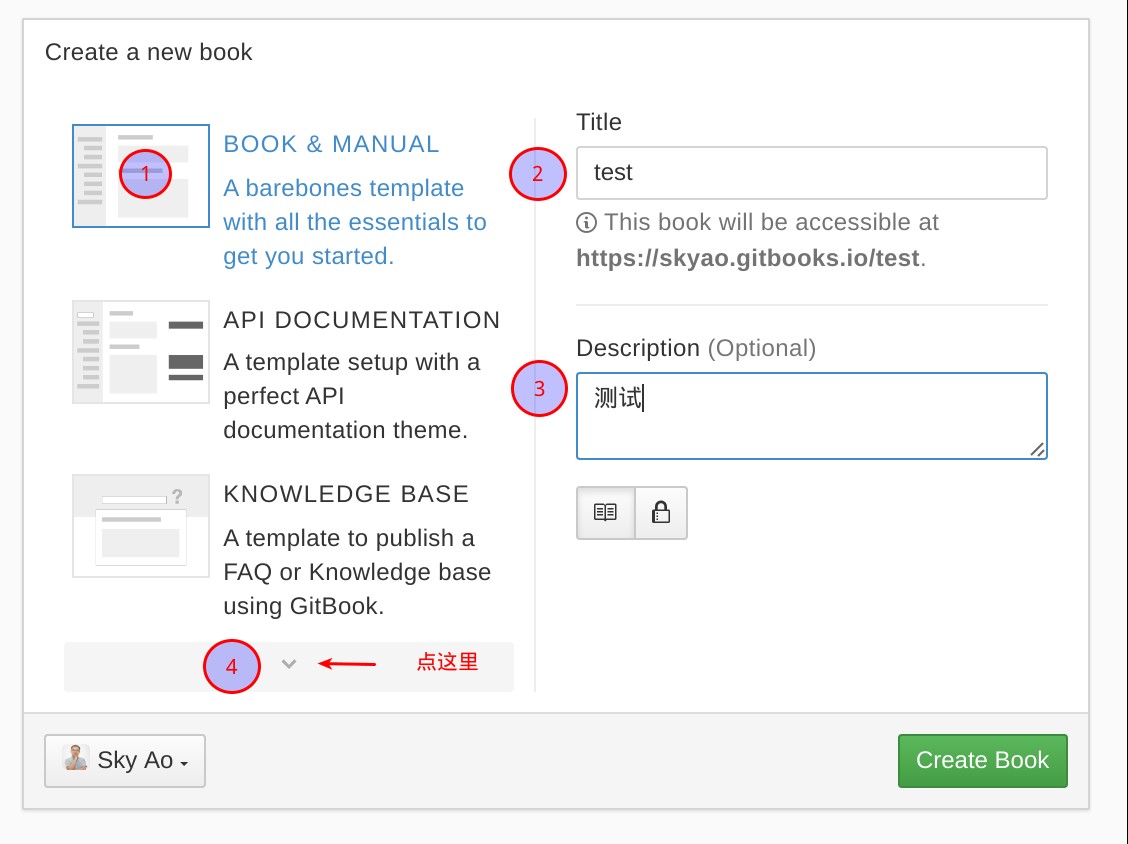 Create a new book
1
BOOK & MANUAL
A barebones template
with all the essentials to
get you started.
API DOCUMENTATION
A template setup with a
perfect API
documentation theme.
?
KNOWLEDGE BASE
A template to publish a
FAQ or Knowledge base
using GitBook.
4
点这里
Title
2
test
This book will be accessible at
https://skyao.gitbooks.io/test.
Description (Optional)
3
测试
Sky Ao
Create Book